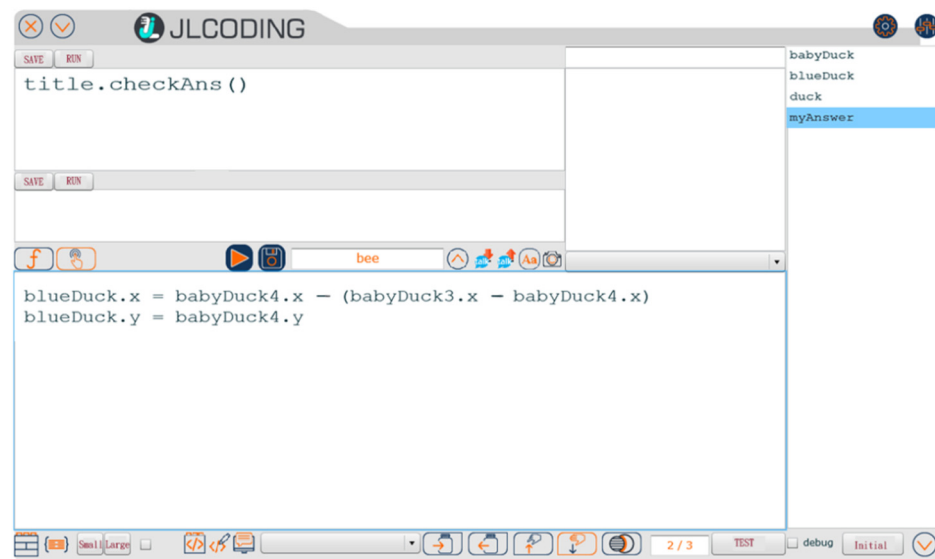 JLCODING
SAVE RUN
title.checkAns()
SAVE RUN
bee
Aa
blueDuck.x = babyDuck4.x − (babyDuck3.x − babyDuck4.x)
blueDuck.y = babyDuck4.y
babyDuck
blueDuck
duck
myAnswer
Small Large
2 / 3
TEST
debug
Initial